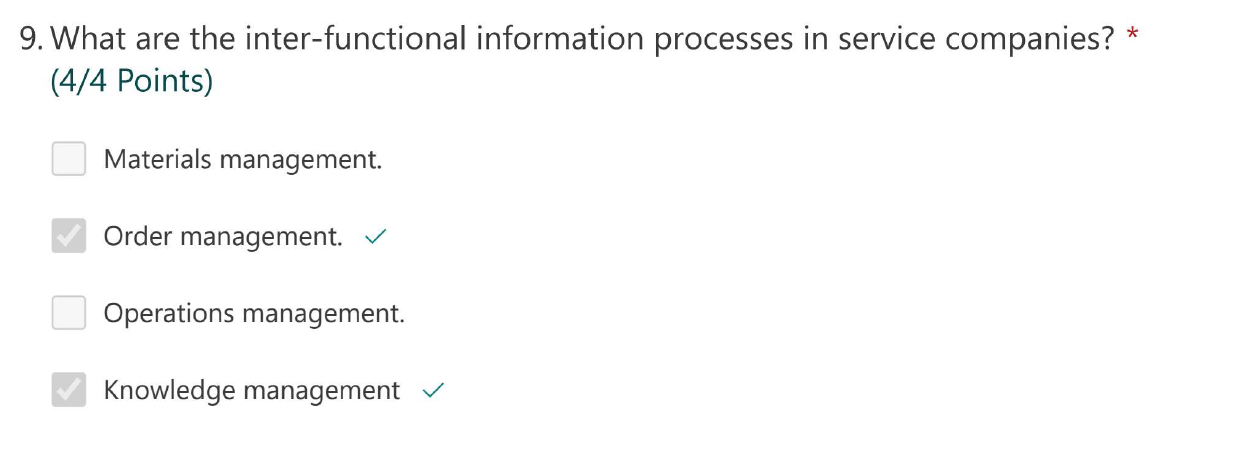 9. What are the inter-functional information processes in service companies? *
(4/4 Points)
Materials management.
Order management.
Operations management.
Knowledge management